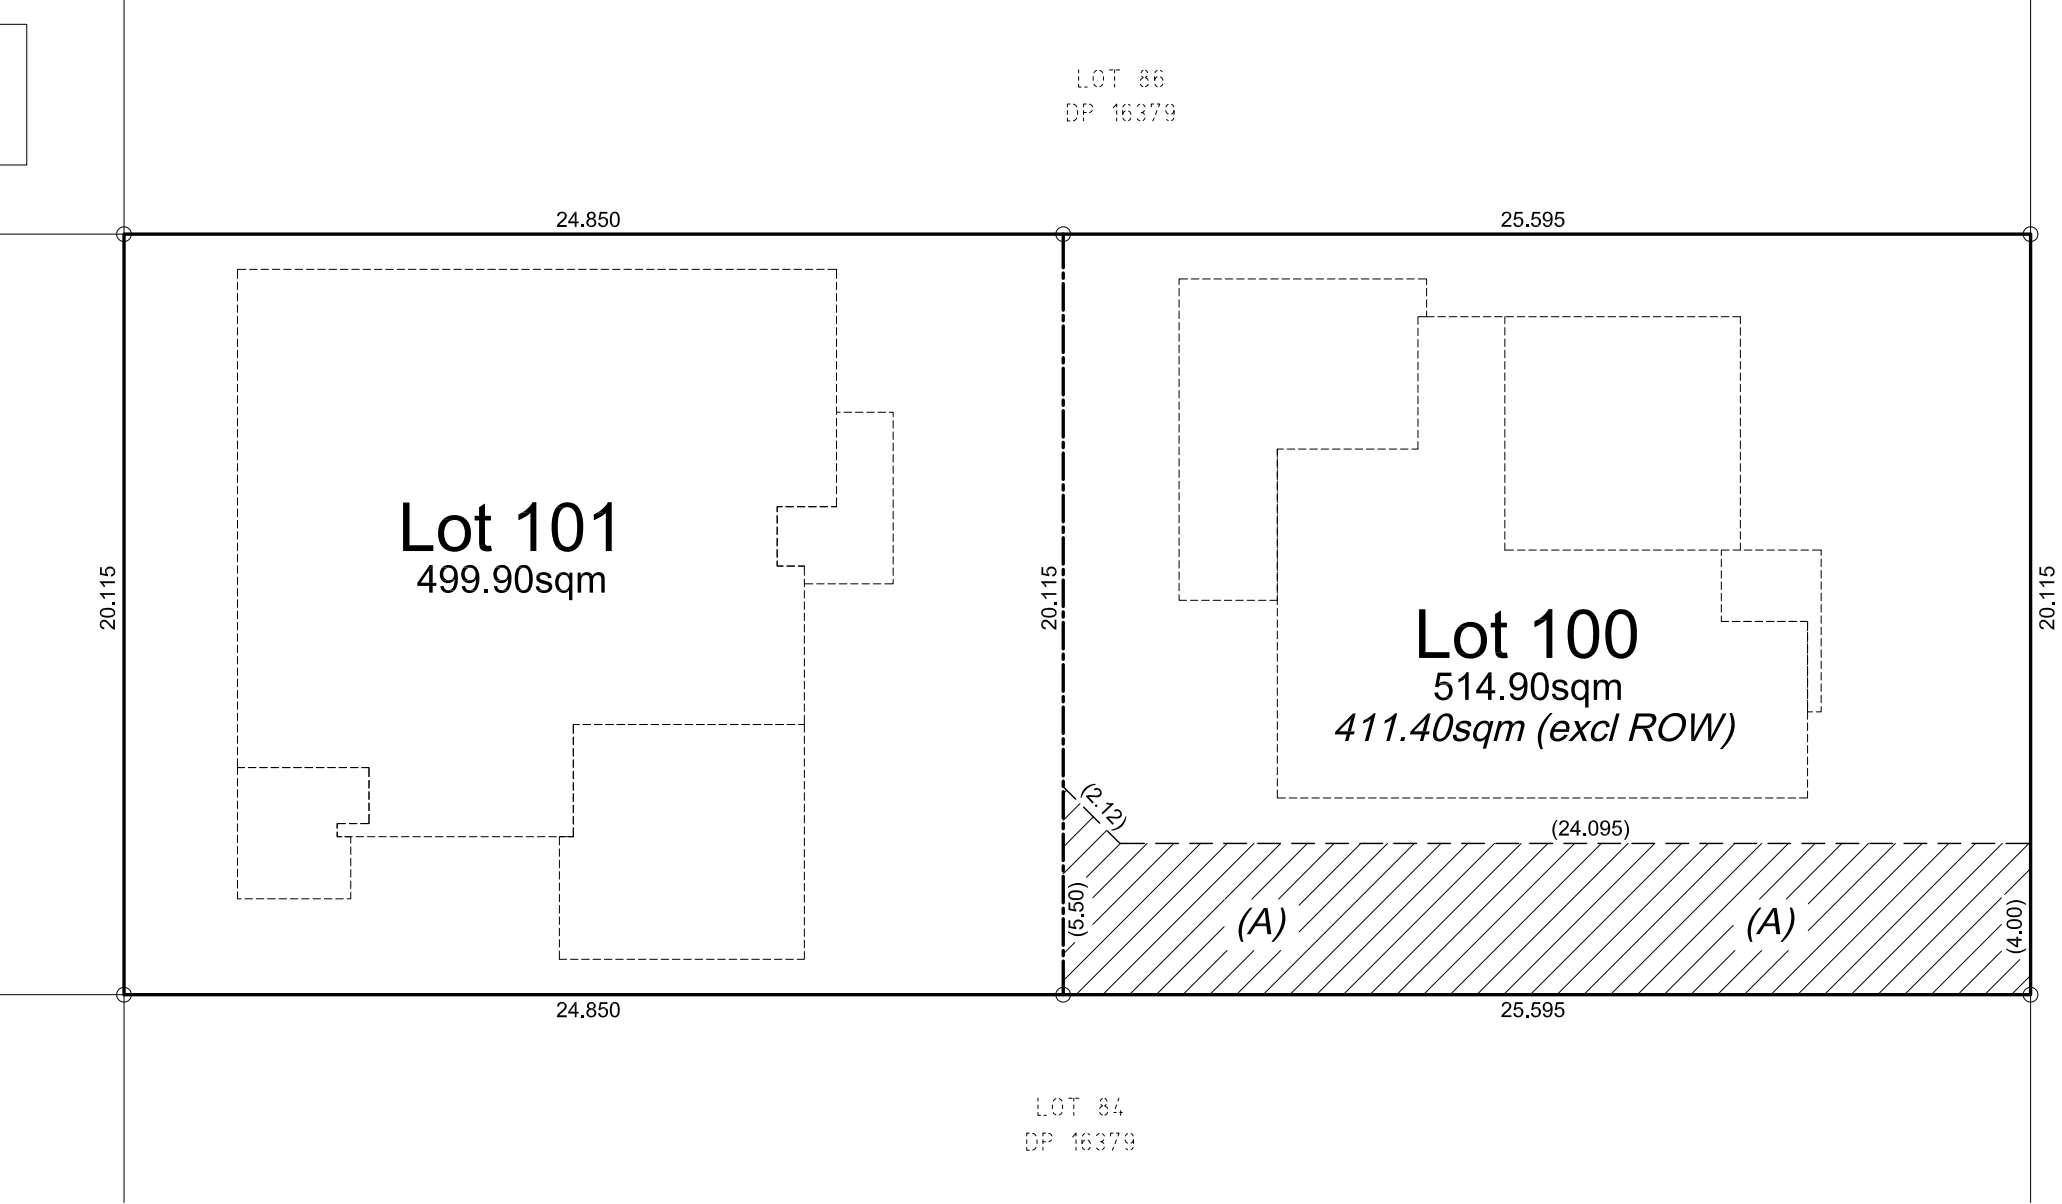 LOT 86
DP 16379
24.850
25.595
Lot 101
499.90sqm
20.115
20.115
20.115
Lot 100
514.90sqm
411.40sqm (excl ROW)
(2.12)
(24.095)
(5.50)
(A)
(A)
(4.00)
24.850
25.595
LOT 84
DP 16379